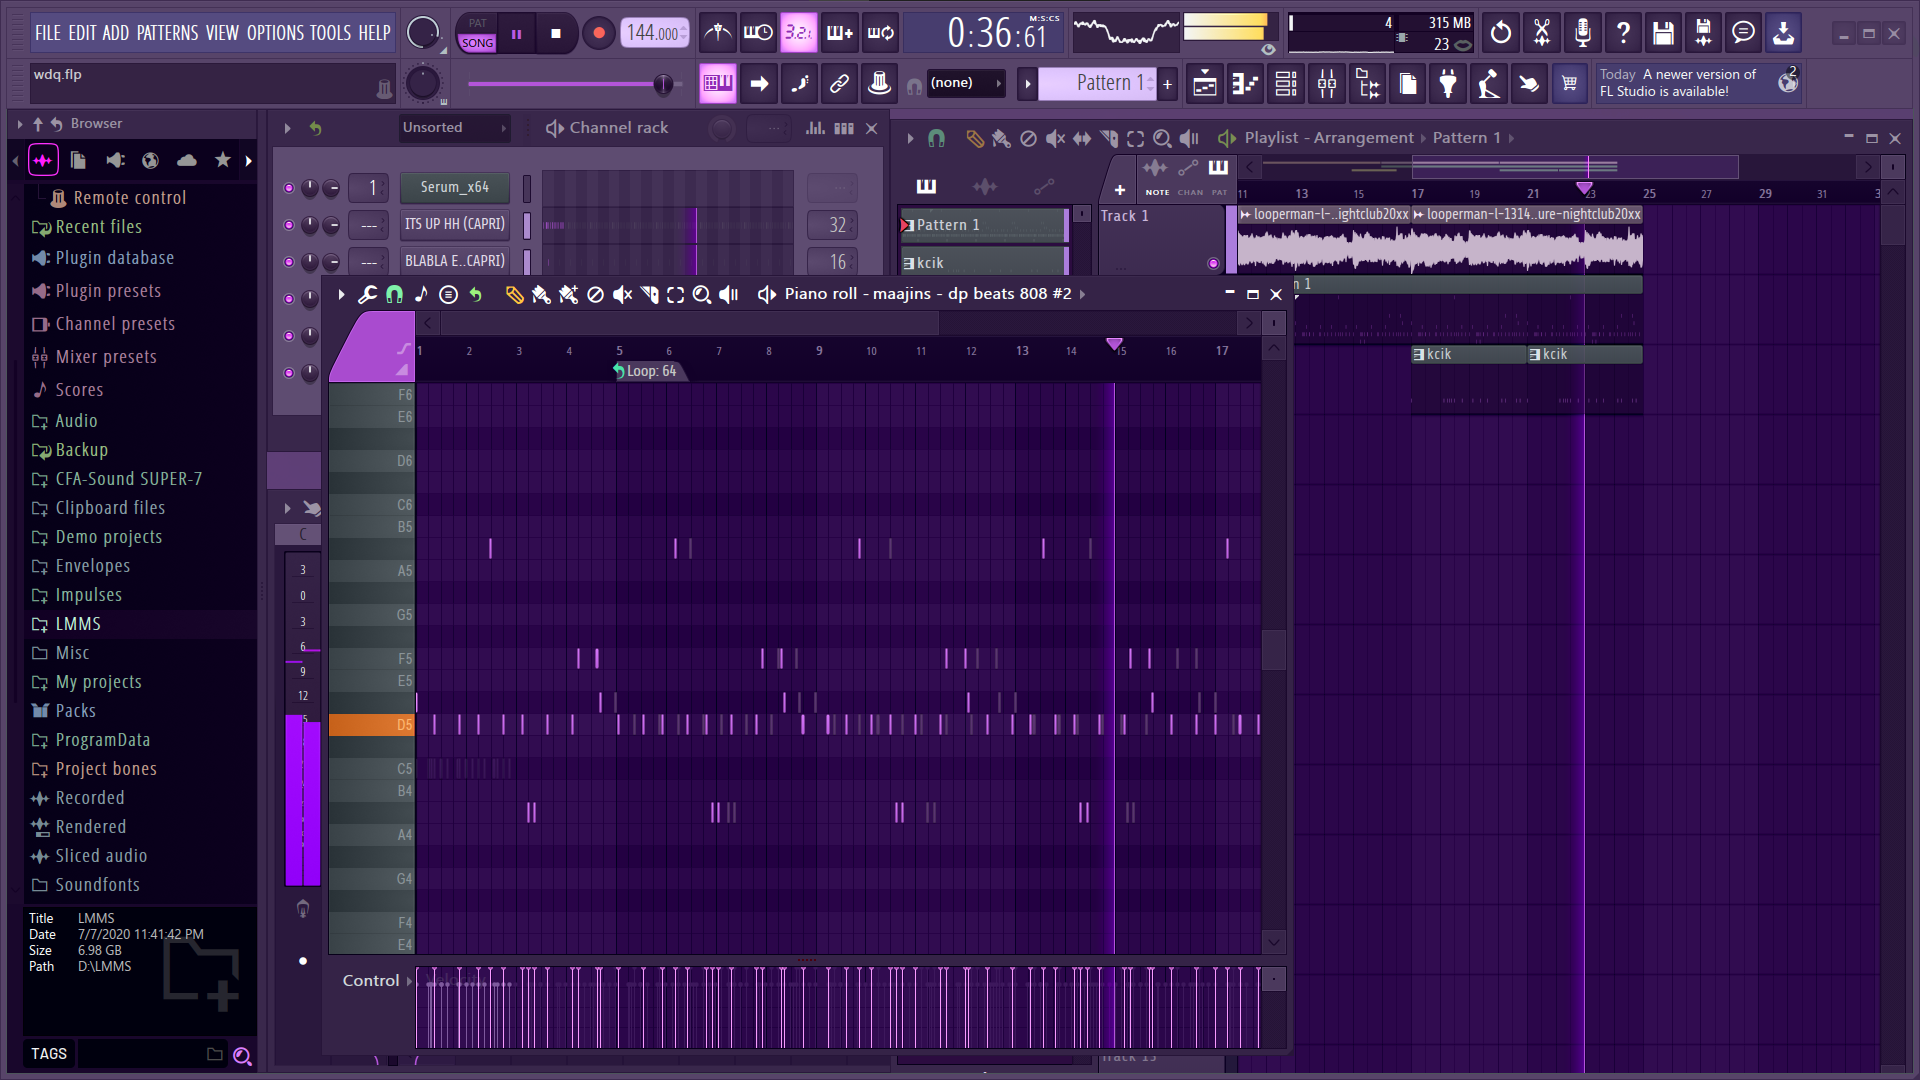 FILE EDIT ADD PATTERNS VIEW OPTIONS TOOLS HELP
PAT
SONG
144.000
3.2.1
0:36:61
M:S:CS
4
315 MB
23
wdq.flp
(none)
Pattern 1
Today A newer version of
FL Studio is available!
2
Browser
Remote control
Recent files
Plugin database
Plugin presets
Channel presets
Mixer presets
Scores
Audio
Backup
CFA-Sound SUPER-7
Clipboard files
Demo projects
Envelopes
Impulses
LMMS
Misc
My projects
Packs
ProgramData
Project bones
Recorded
Rendered
Sliced audio
Soundfonts
Title LMMS
Date 7/7/2020 11:41:42 PM
Size 6.98 GB
Path D:\LMMS
TAGS
Unsorted
Channel rack
1 Serum_x64
--- ITS UP HH (CAPRI) 32
--- BLABLA E..CAPRI) 16
C
3
0
3
6
9
12
Piano roll - maajins - dp beats 808 #2
1 2 3 4 5 6 7 8 9 10 11 12 13 14 15 16 17
Loop: 64
F6
E6
D6
C6
B5
A5
G5
F5
E5
D5
C5
B4
A4
G4
F4
E4
Control
Velocity
Playlist - Arrangement
Pattern 1
NOTE CHAN PAT
11 13 15 17 19 21 23 25 27 29 31
Pattern 1
kcik
Track 1
looperman-l-..ightclub20xx
looperman-l-1314..ure-nightclub20xx
n 1
kcik
kcik
Track 15